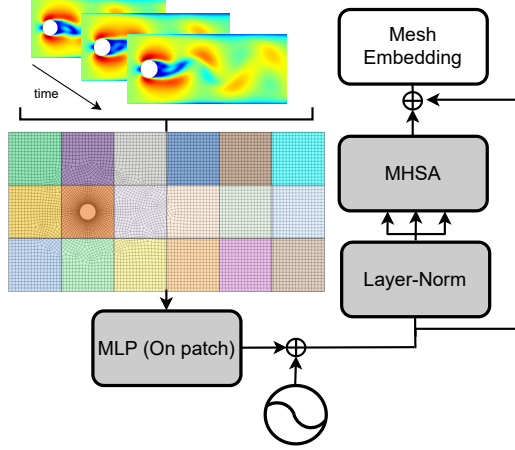 Mesh
Embedding
time
MHSA
Layer-Norm
MLP (On patch)